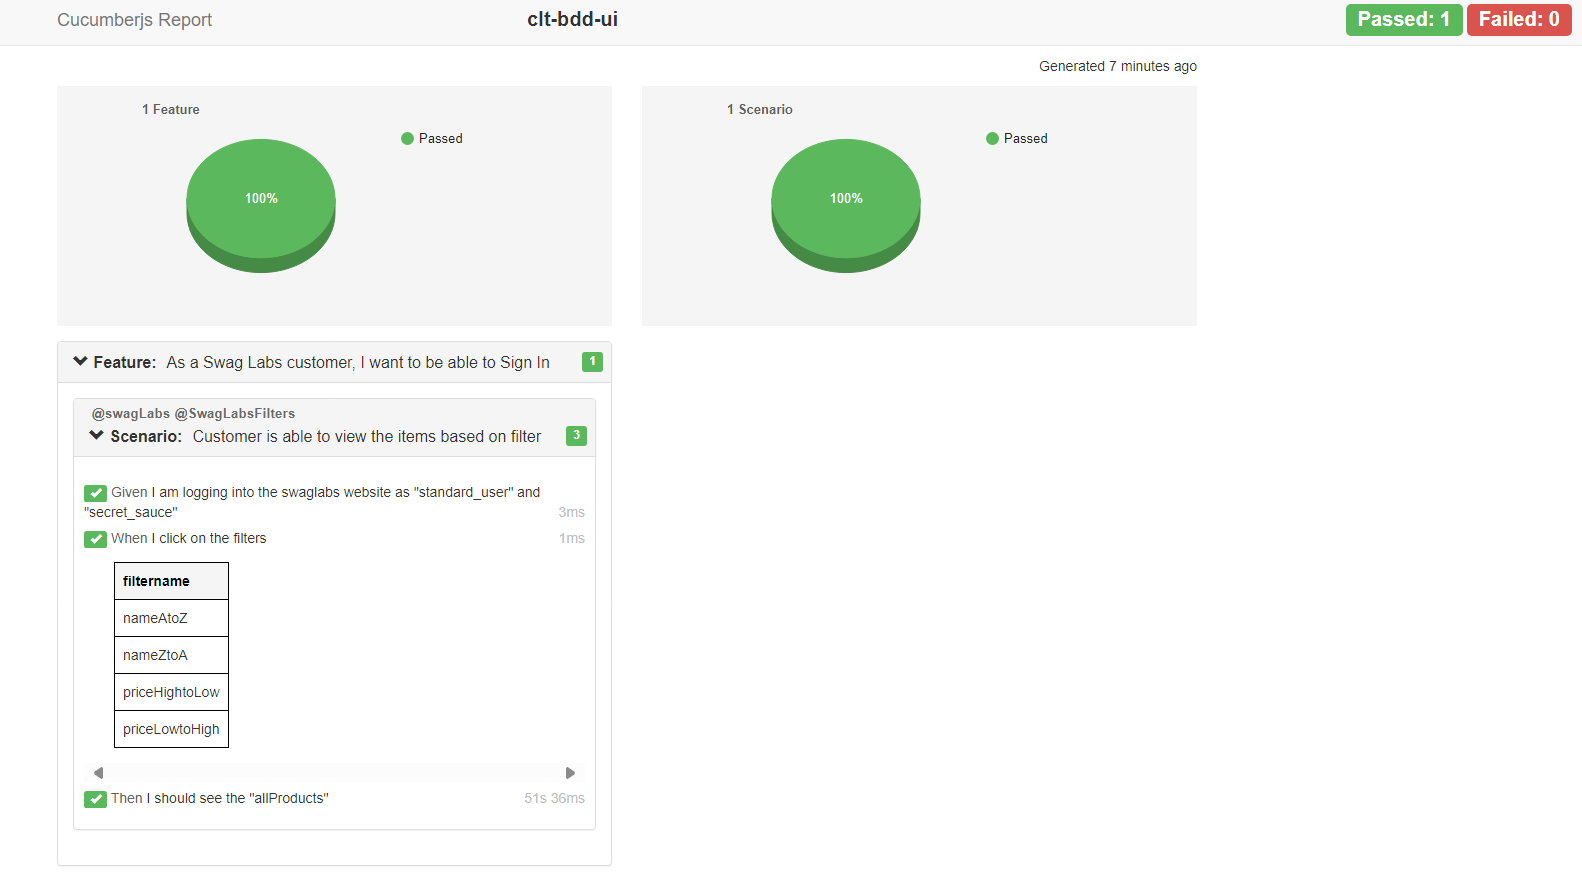 Cucumberjs Report
clt-bdd-ui
Passed: 1
Failed: 0
Generated 7 minutes ago
1 Feature
Passed
100%
1 Scenario
Passed
100%
Feature: As a Swag Labs customer, I want to be able to Sign In
1
@swagLabs @SwagLabsFilters
Scenario: Customer is able to view the items based on filter
3
Given I am logging into the swaglabs website as "standard_user" and
"secret_sauce"
3ms
When I click on the filters
1ms
filtername
nameAtoZ
nameZtoA
priceHightoLow
priceLowtoHigh
Then I should see the "allProducts"
51s 36ms